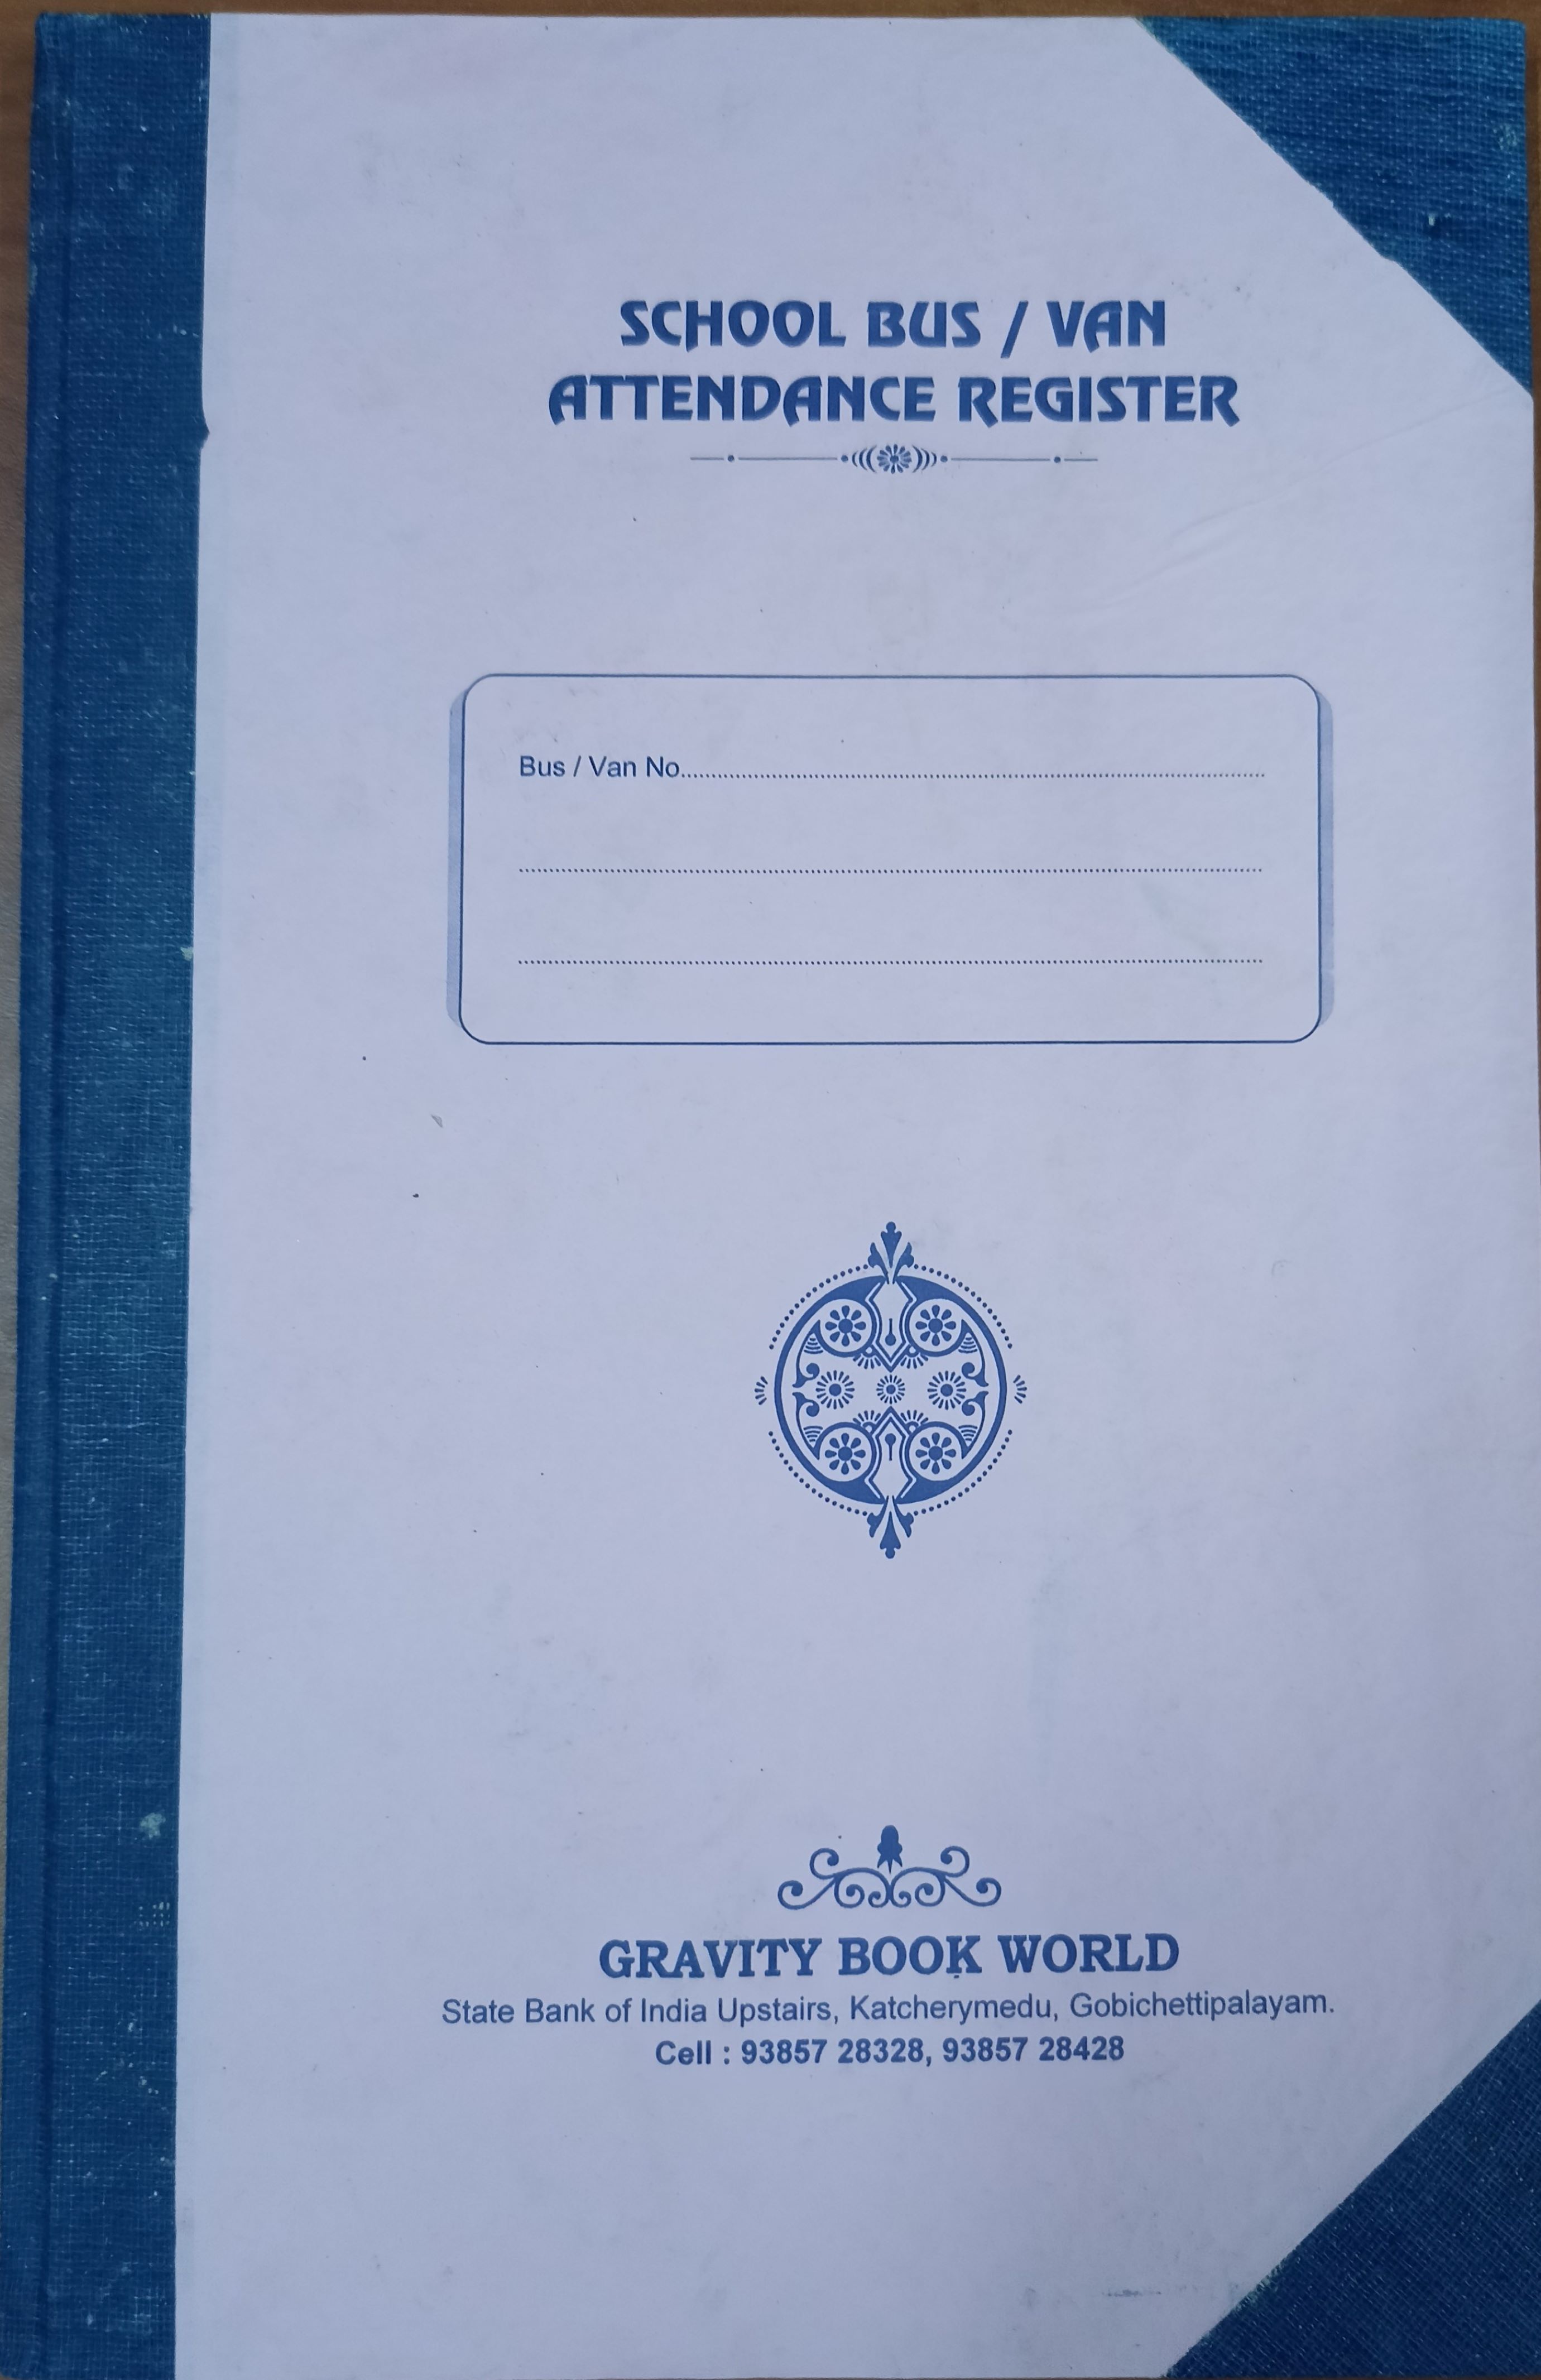 SCHOOL BUS / VAN
ATTENDANCE REGISTER
Bus / Van No.
GRAVITY BOOK WORLD
State Bank of India Upstairs, Katcherymedu, Gobichettipalayam.
Cell : 93857 28328, 93857 28428